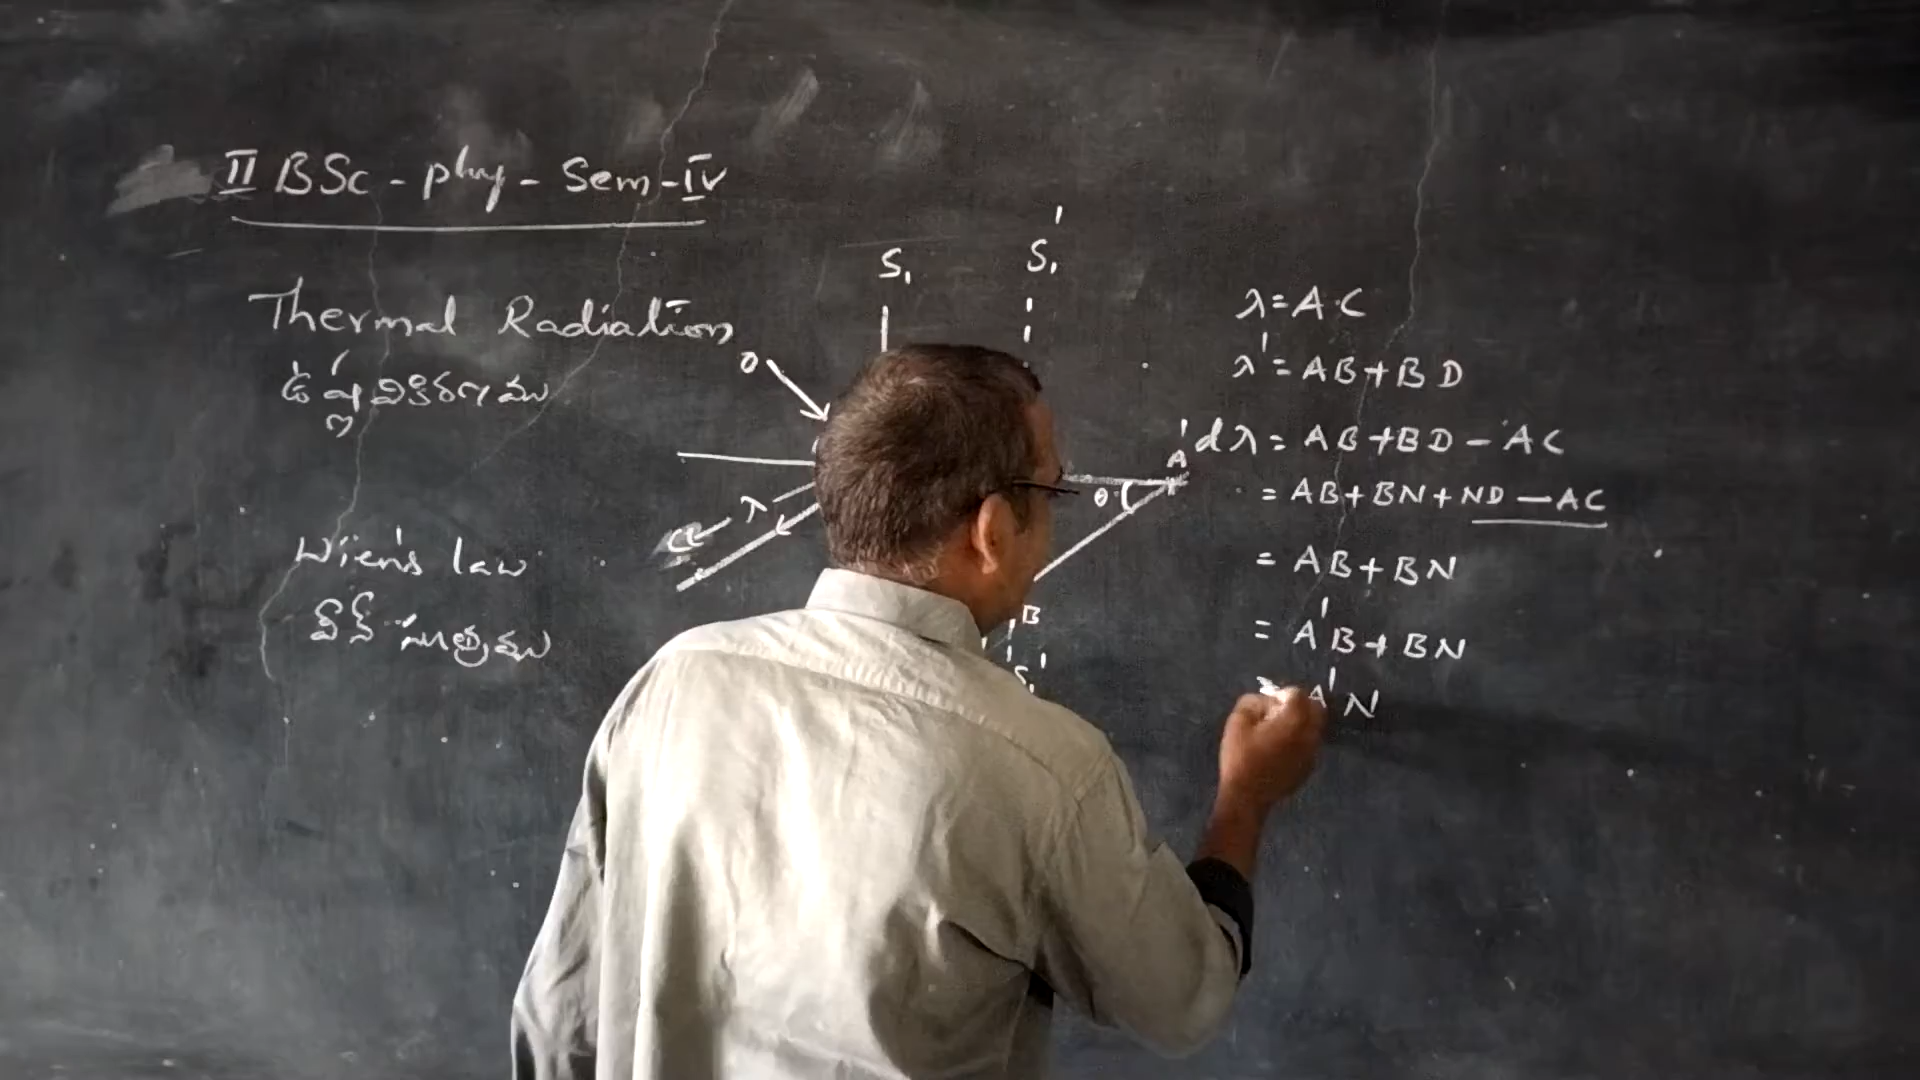 II BSc - phy - Sem - IV
Thermal Radiation
ఉష్ణ వికిరణము
Wien's law
వీన్ సూత్రము
S₁
S₁'
O
λ
A'
θ
B
S₁'
λ = AC
λ' = AB + BD
dλ = AB + BD - AC
= AB + BN + ND - AC
= AB + BN
= A'B + BN
A'N